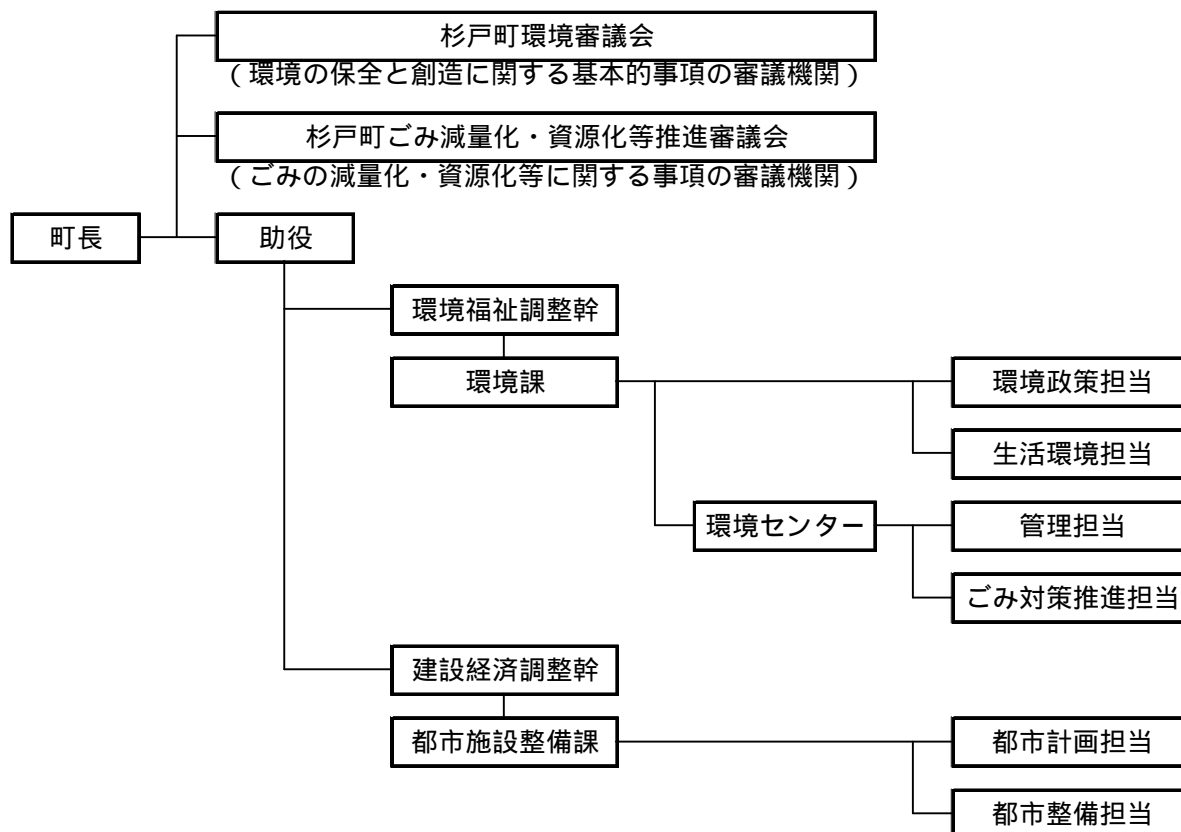 杉戸町環境審議会
(環境の保全と創造に関する基本的事項の審議機関)
杉戸町ごみ減量化・資源化等推進審議会
(ごみの減量化・資源化等に関する事項の審議機関)
町長
助役
環境福祉調整幹
環境課
環境政策担当
生活環境担当
環境センター
管理担当
ごみ対策推進担当
建設経済調整幹
都市施設整備課
都市計画担当
都市整備担当